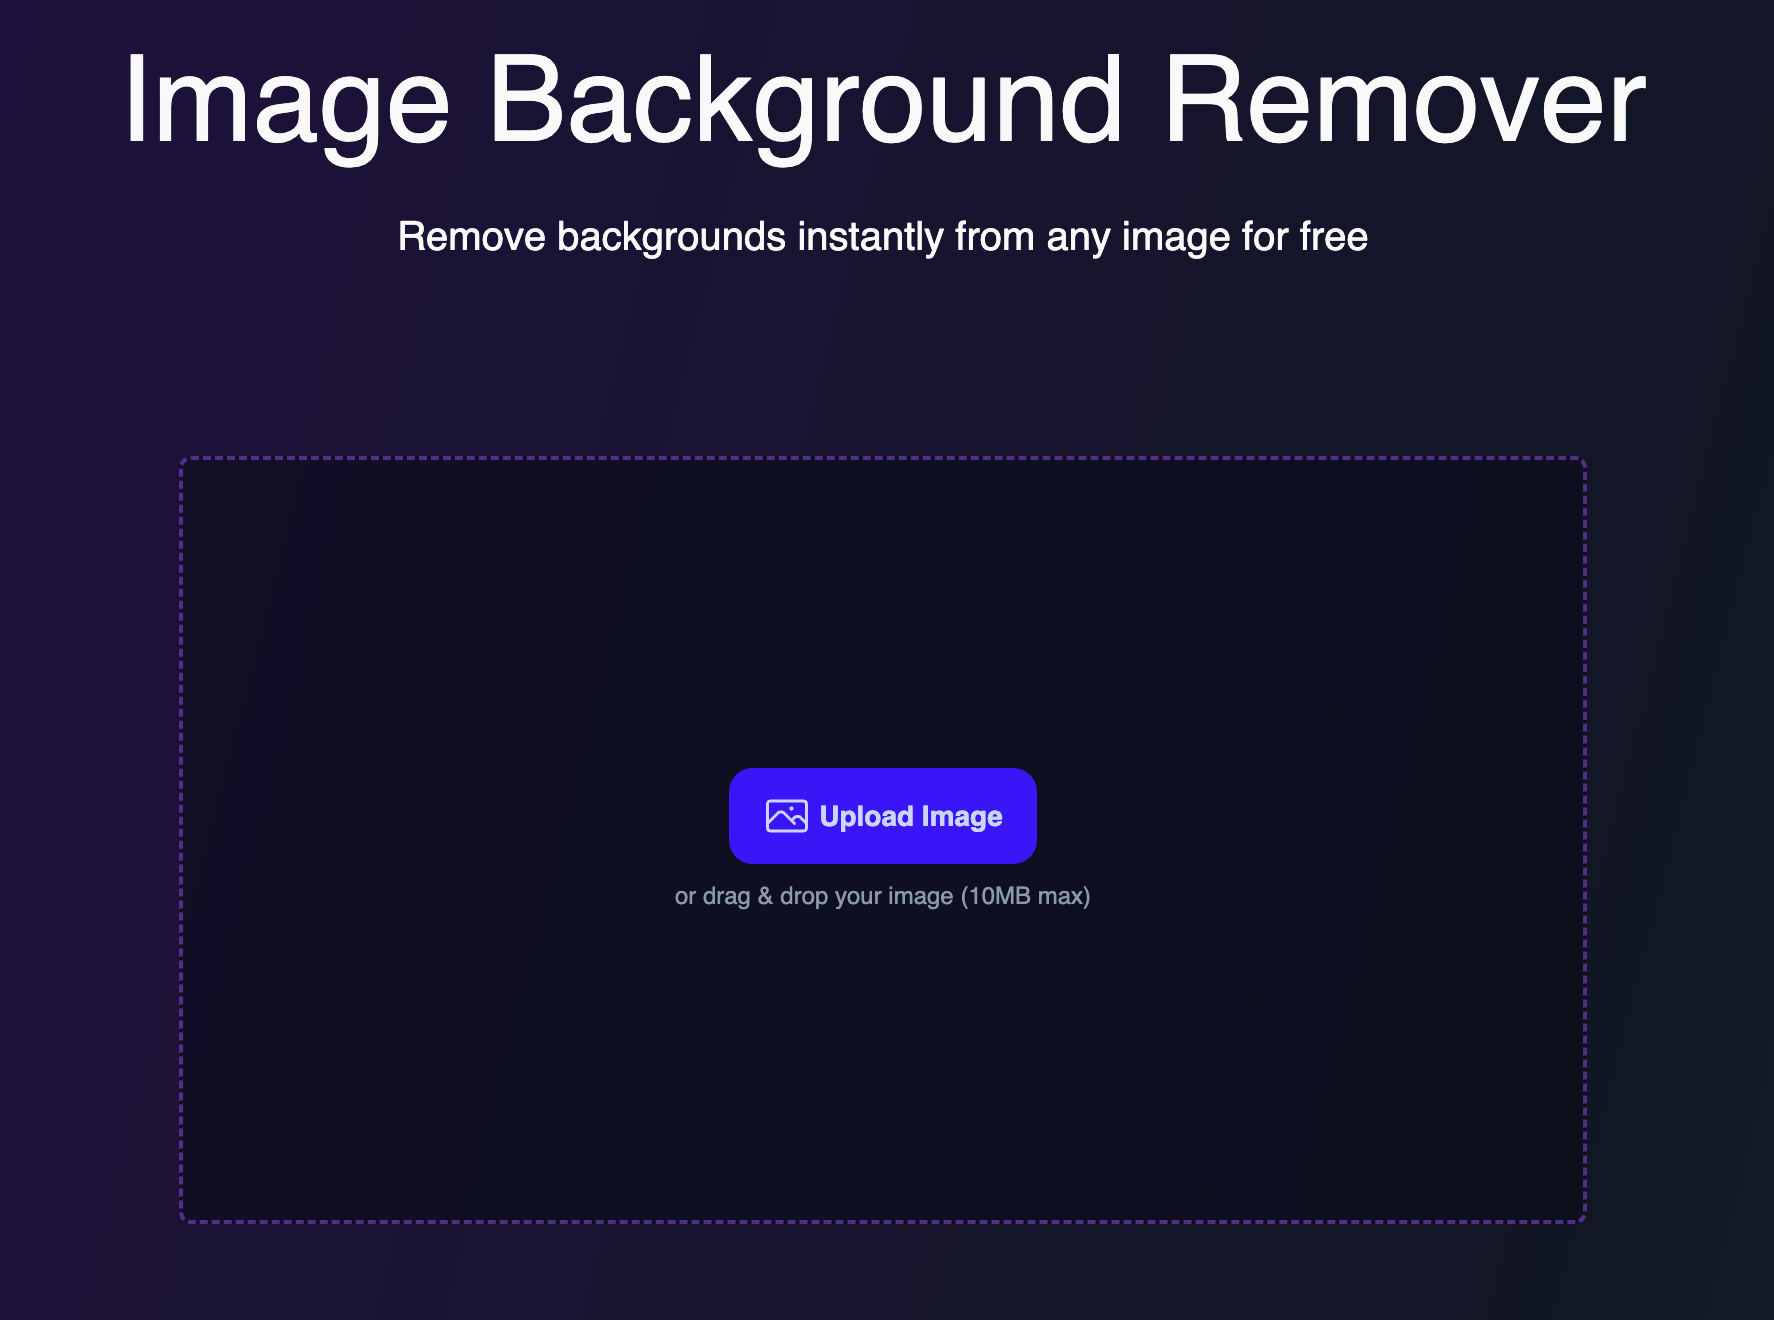 Image Background Remover
Remove backgrounds instantly from any image for free
Upload Image
or drag & drop your image (10MB max)